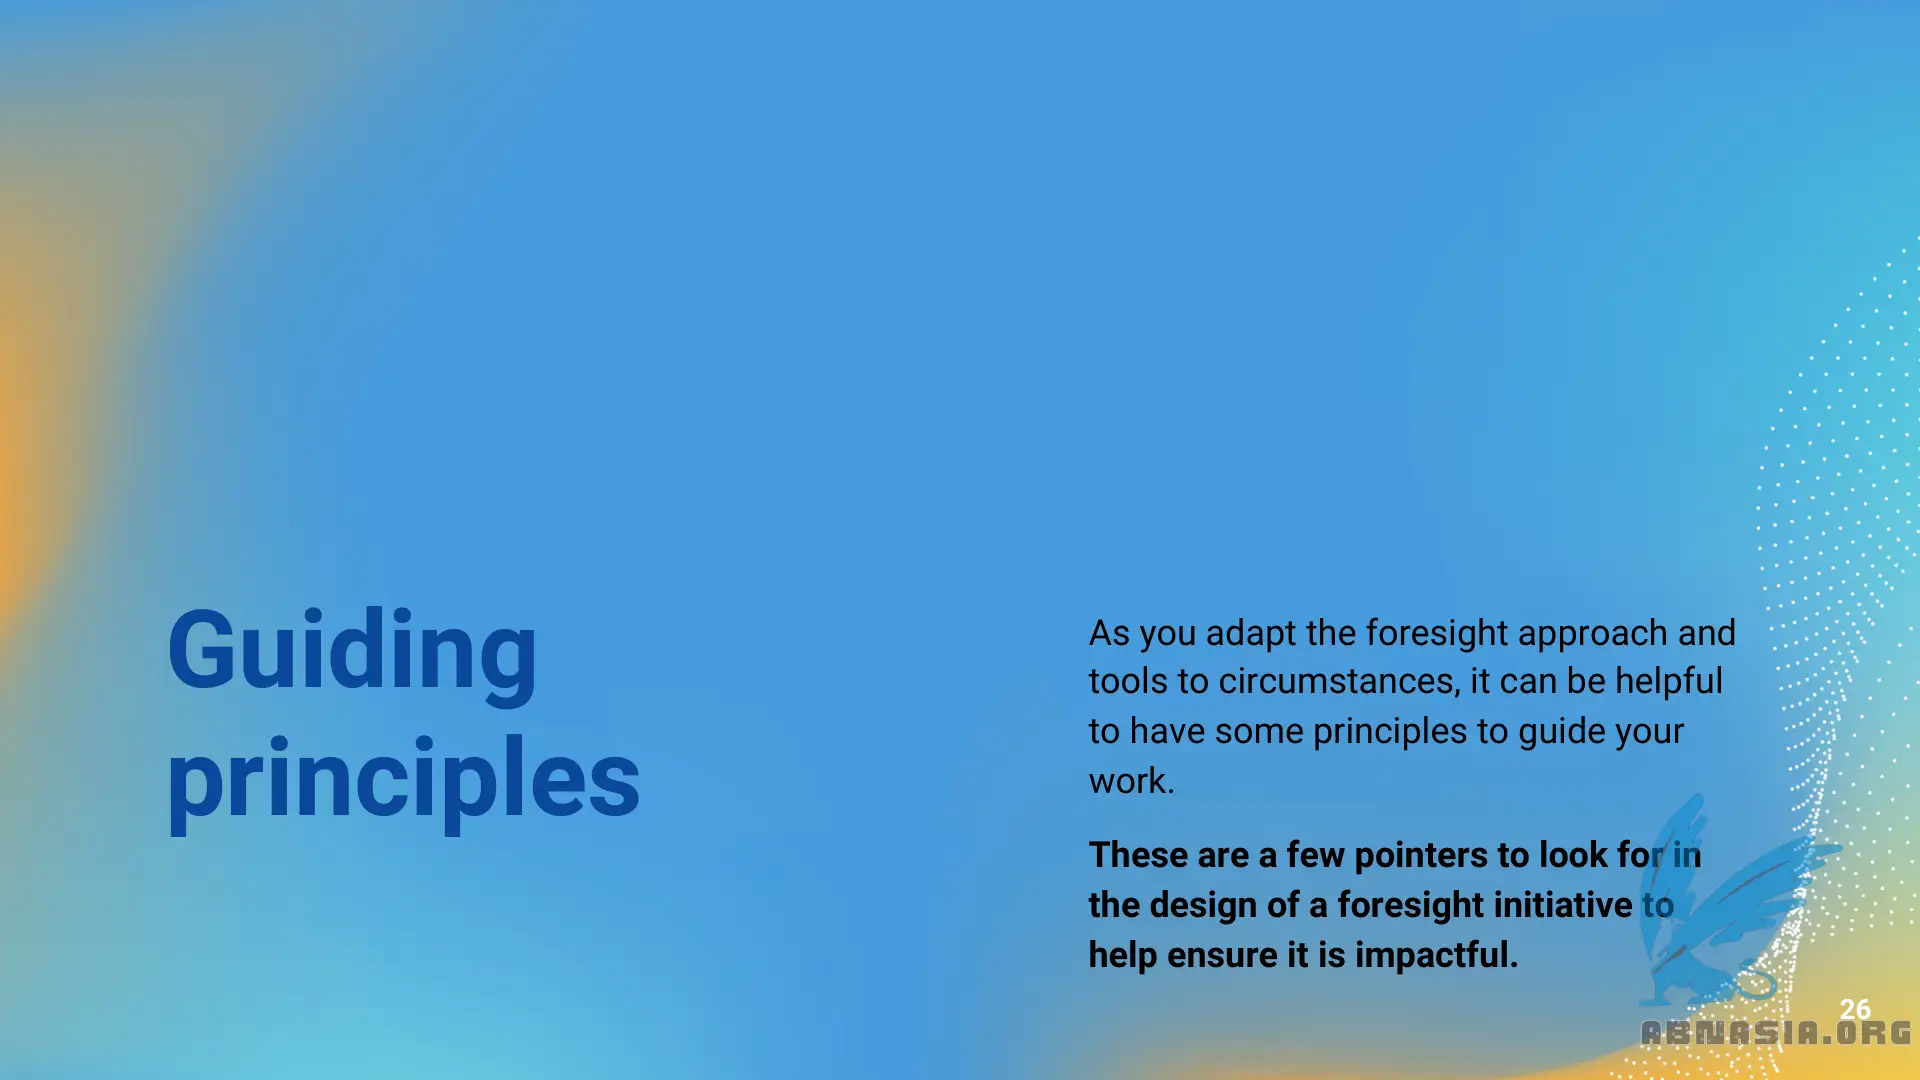 Guiding
principles
As you adapt the foresight approach and
tools to circumstances, it can be helpful
to have some principles to guide your
work.
These are a few pointers to look for in
the design of a foresight initiative to
help ensure it is impactful.
26
ABNASIA.ORG